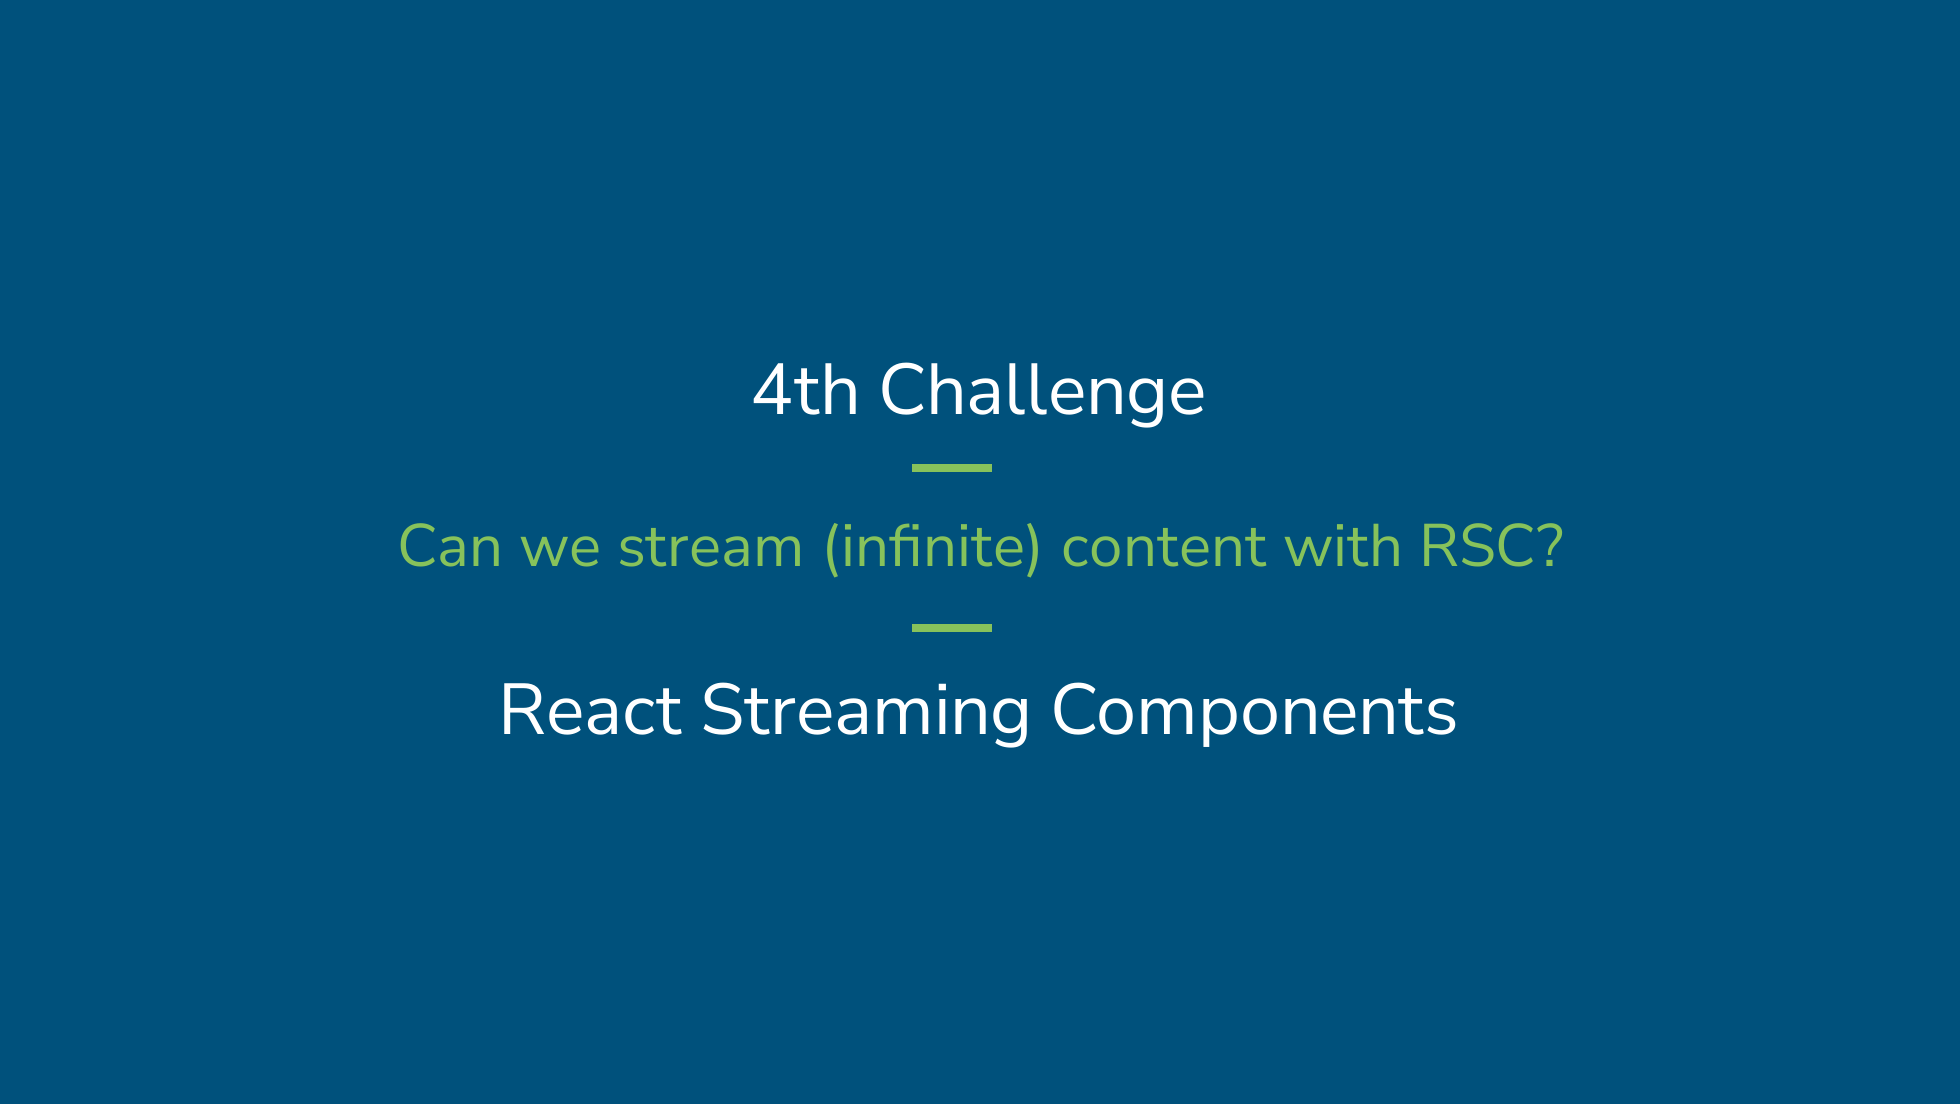 4th Challenge
Can we stream (infinite) content with RSC?
React Streaming Components